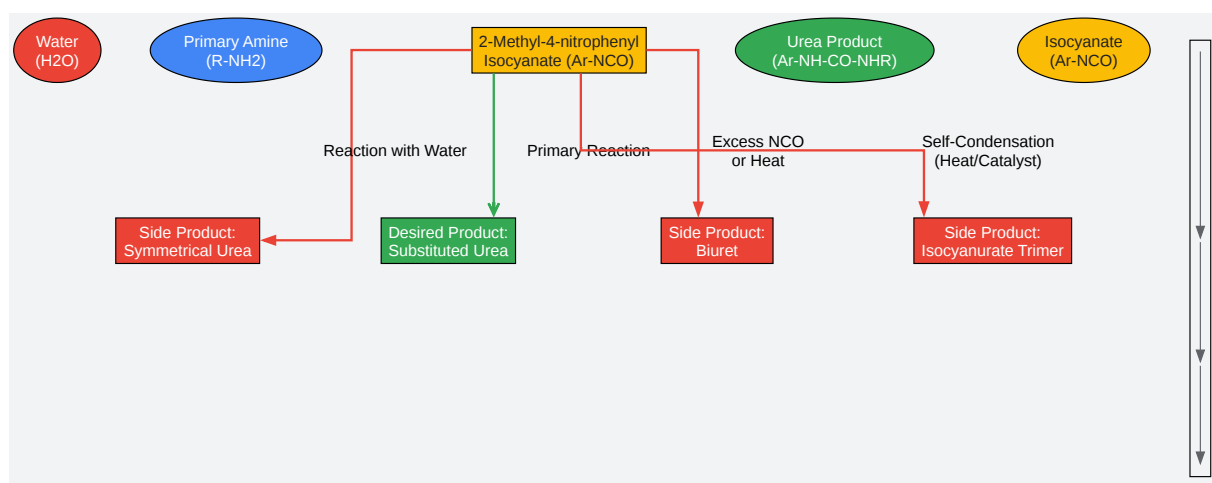 Water
(H2O)
Primary Amine
(R-NH2)
2-Methyl-4-nitrophenyl
Isocyanate (Ar-NCO)
Urea Product
(Ar-NH-CO-NHR)
Isocyanate
(Ar-NCO)
Reaction with Water
Primary Reaction
Excess NCO
or Heat
Self-Condensation
(Heat/Catalyst)
Side Product:
Symmetrical Urea
Desired Product:
Substituted Urea
Side Product:
Biuret
Side Product:
Isocyanurate Trimer